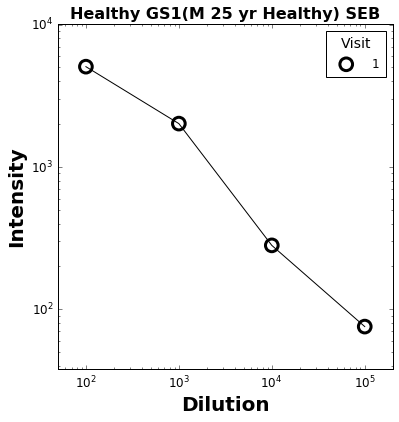 Healthy GS1(M 25 yr Healthy) SEB
10^4
10^3
10^2
Intensity
10^2 10^3 10^4 10^5
Dilution
Visit
1